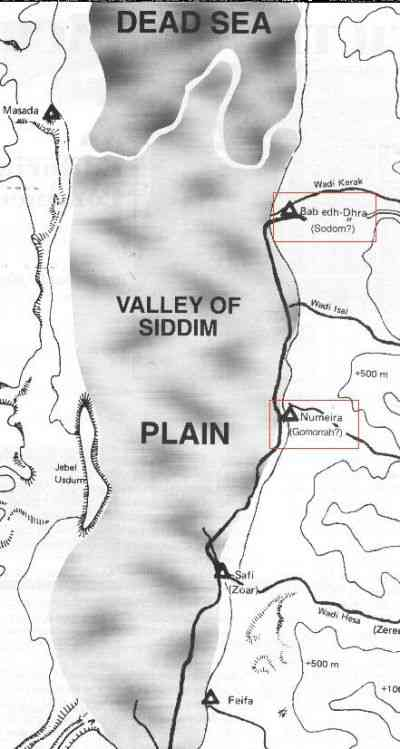 DEAD SEA
Masada
Wadi Kerak
Bab edh-Dhra
(Sodom?)
VALLEY OF
SIDDIM
Wadi Isal
+500 m
Numeira
(Gomorrah?)
PLAIN
Jebel
Usdum
Safi
(Zoar)
Wadi Hesa
(Zere
+500 m
+100
Feifa